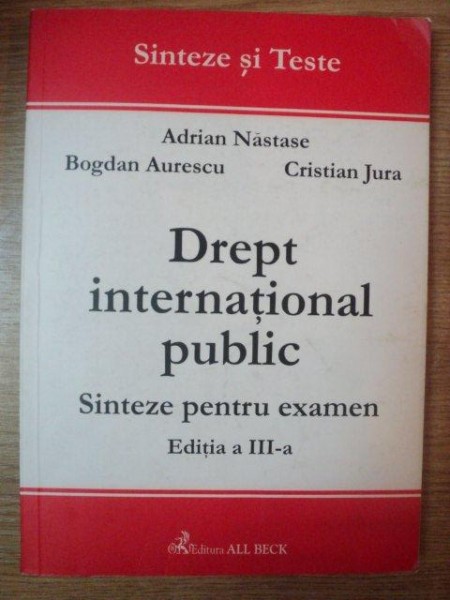 Sinteze și Teste
Adrian Năstase
Bogdan Aurescu Cristian Jura
Drept
internațional
public
Sinteze pentru examen
Ediția a III-a
Editura ALL BECK